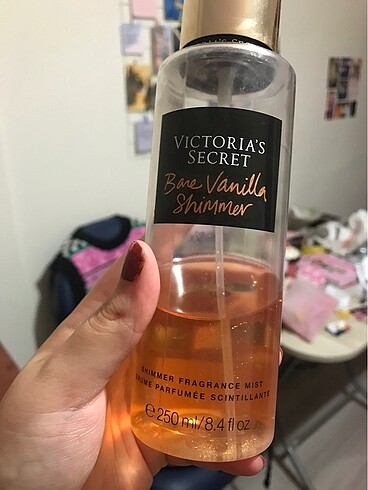 VICTORIA'S
SECRET
Bare Vanilla
Shimmer
SHIMMER FRAGRANCE MIST
BRUME PARFUMÉE SCINTILLANTE
℮ 250 ml/8.4 fl oz